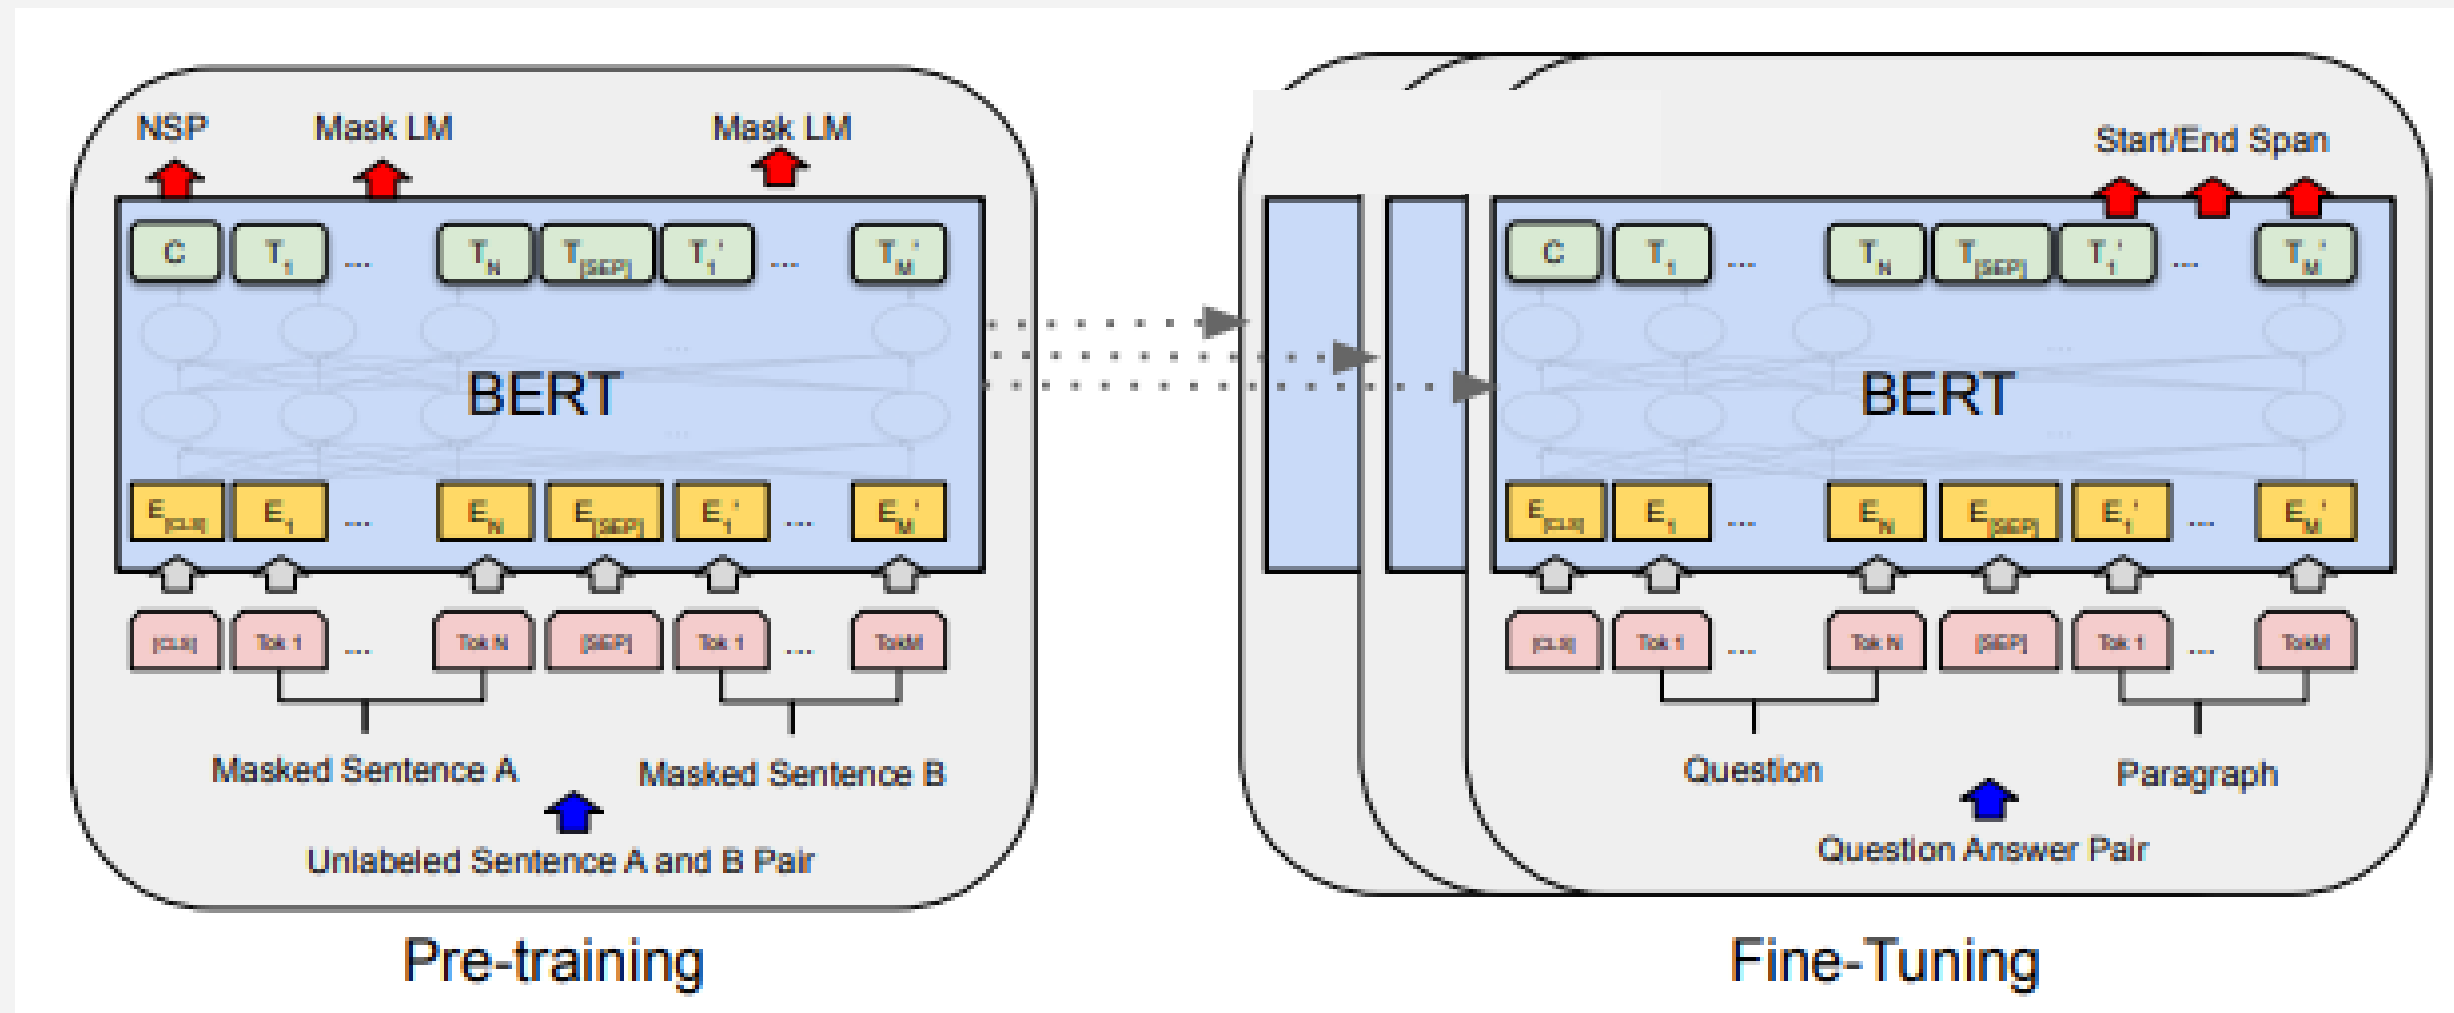 NSP Mask LM Mask LM
C T1 ... TN T[SEP] T1' ... TM'
BERT
E[CLS] E1 ... EN E[SEP] E1' ... EM'
[CLS] Tok 1 ... Tok N [SEP] Tok 1 ... TokM
Masked Sentence A Masked Sentence B
Unlabeled Sentence A and B Pair
Pre-training
Start/End Span
C T1 ... TN T[SEP] T1' ... TM'
BERT
E[CLS] E1 ... EN E[SEP] E1' ... EM'
[CLS] Tok 1 ... Tok N [SEP] Tok 1 ... TokM
Question Paragraph
Question Answer Pair
Fine-Tuning